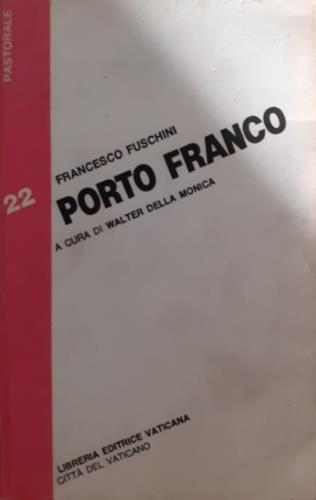 PASTORALE
22
FRANCESCO FUSCHINI
PORTO FRANCO
A CURA DI WALTER DELLA MONICA
LIBRERIA EDITRICE VATICANA
CITTÀ DEL VATICANO